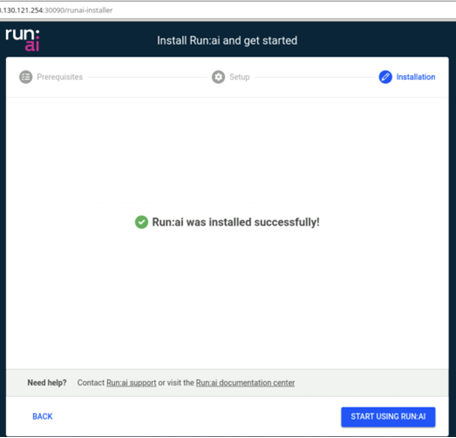 .130.121.254:30090/runai-installer
run:
ai
Install Run:ai and get started
Prerequisites Setup Installation
Run:ai was installed successfully!
Need help? Contact Run:ai support or visit the Run:ai documentation center
BACK START USING RUN:AI